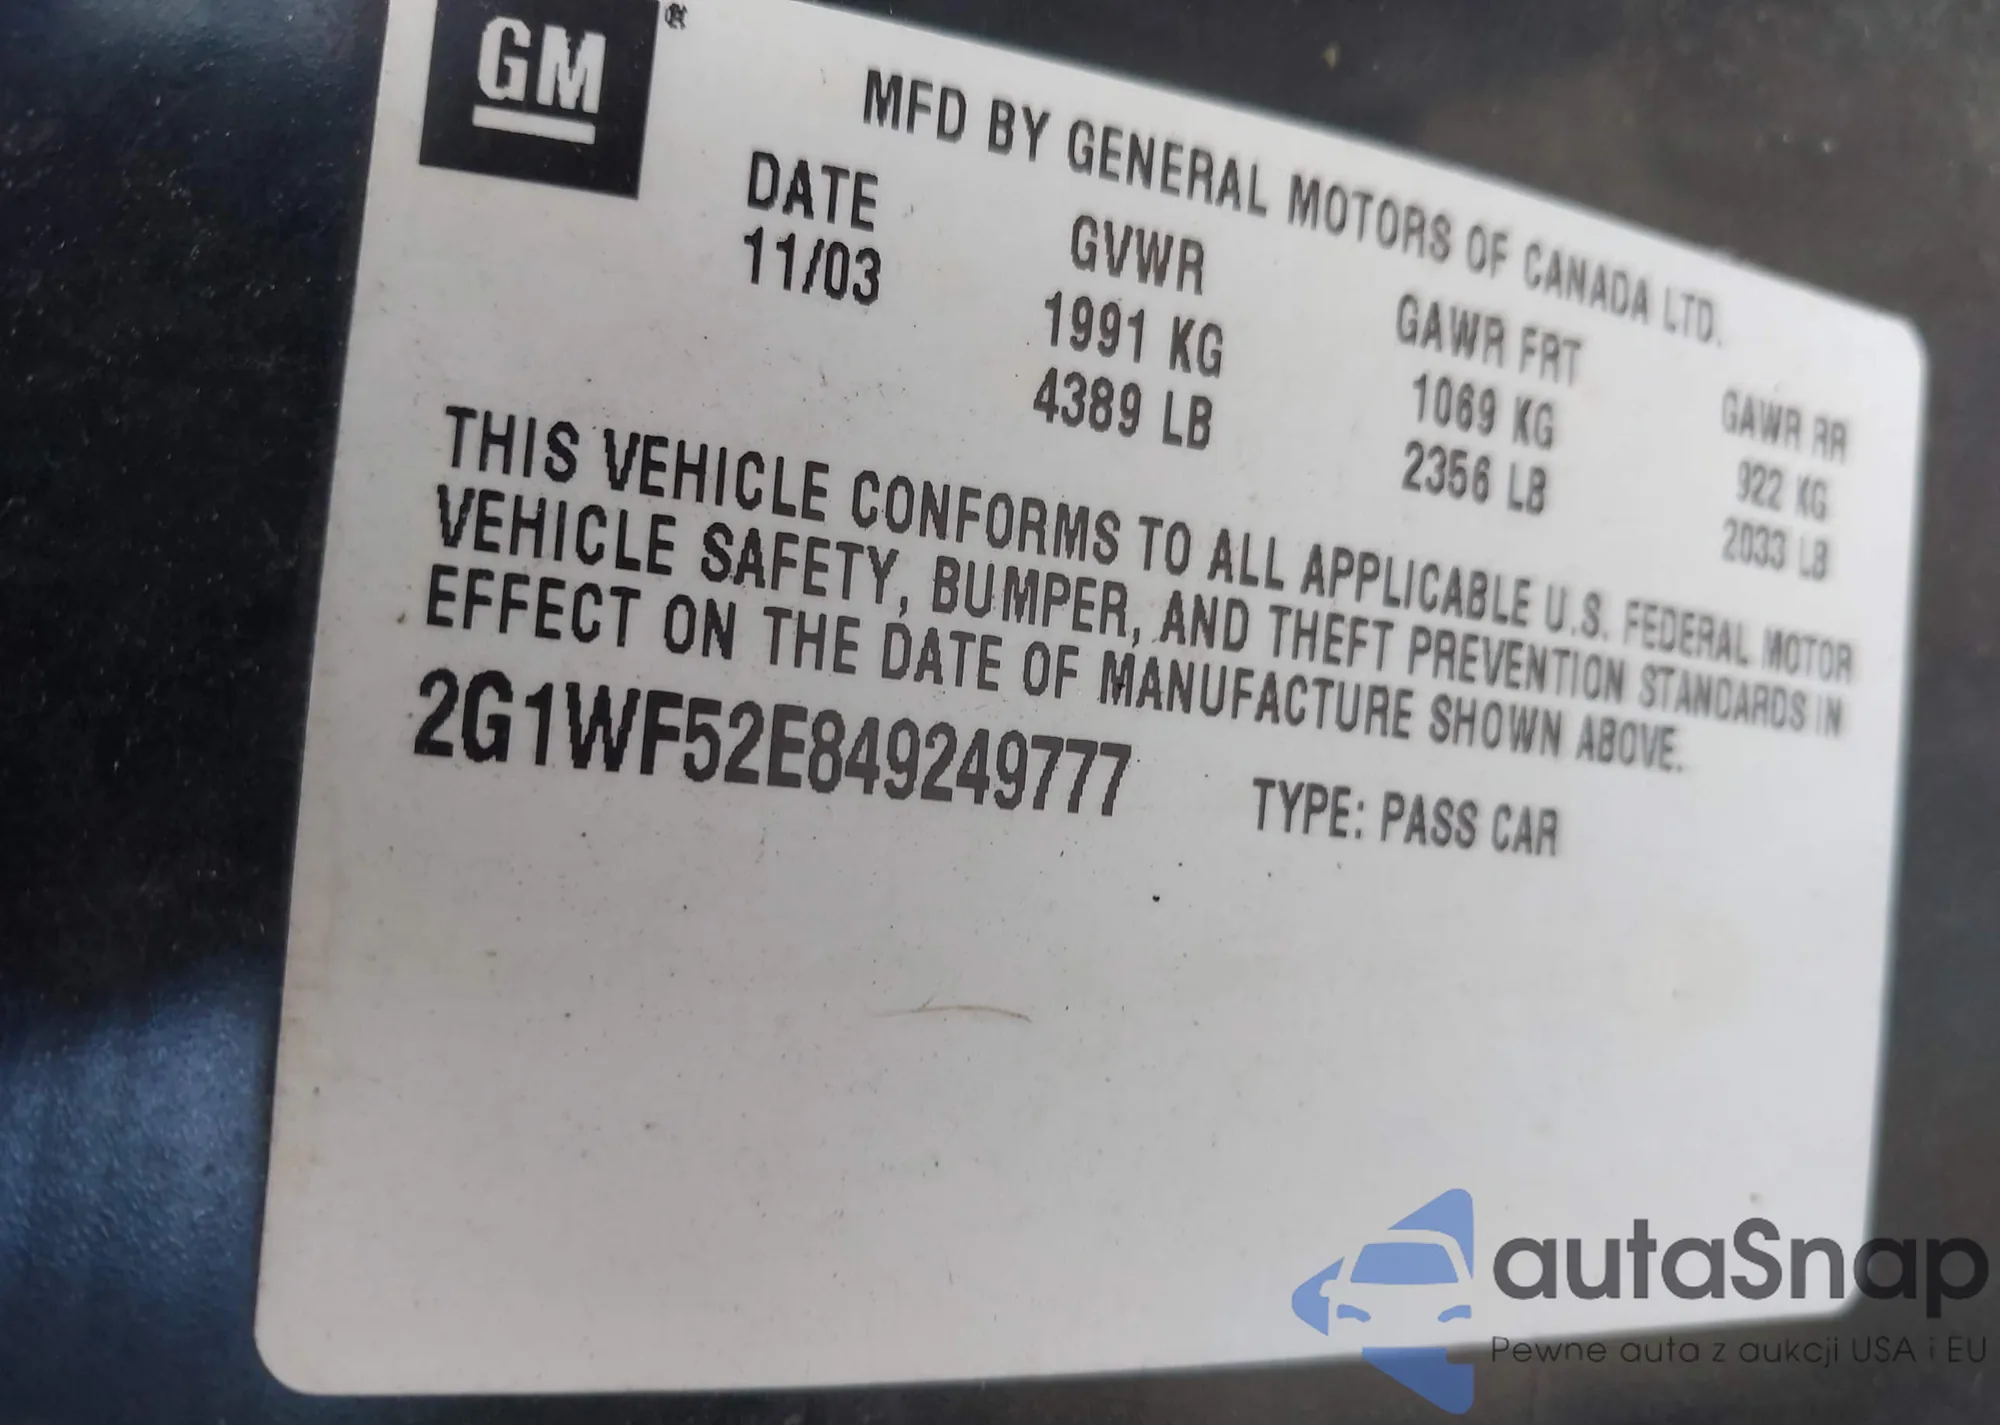 GM®
MFD BY GENERAL MOTORS OF CANADA LTD.
DATE GVWR GAWR FRT GAWR RR
11/03 1991 KG 1069 KG 922 KG
4389 LB 2356 LB 2033 LB
THIS VEHICLE CONFORMS TO ALL APPLICABLE U.S. FEDERAL MOTOR
VEHICLE SAFETY, BUMPER, AND THEFT PREVENTION STANDARDS IN
EFFECT ON THE DATE OF MANUFACTURE SHOWN ABOVE.
2G1WF52E849249777 TYPE: PASS CAR
autaSnap
Pewne auta z aukcji USA i EU